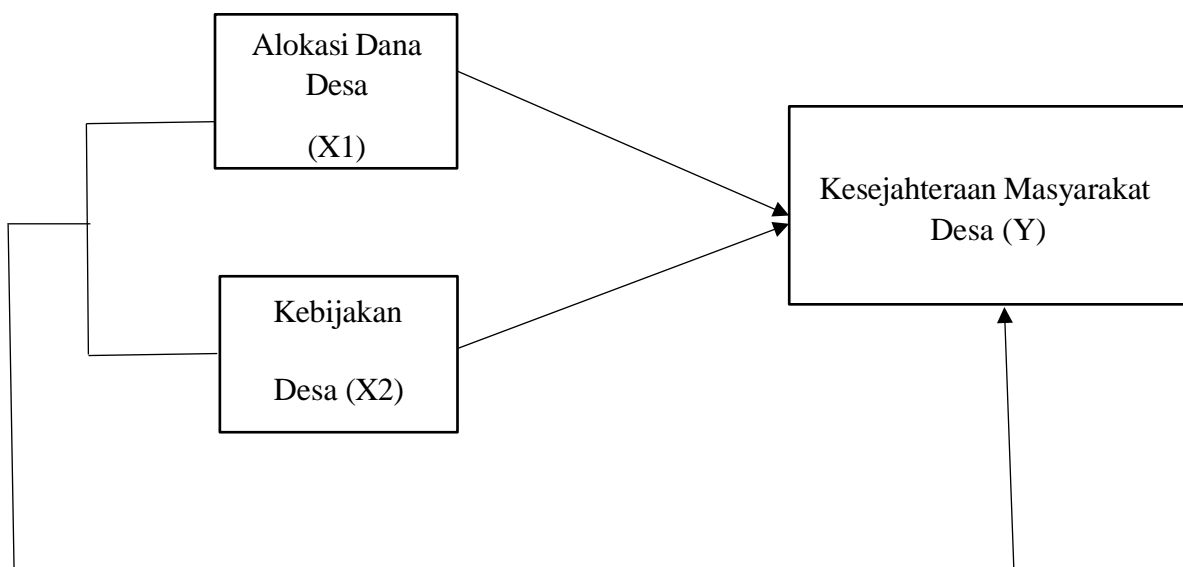 Alokasi Dana
Desa
(X1)
Kesejahteraan Masyarakat
Desa (Y)
Kebijakan
Desa (X2)